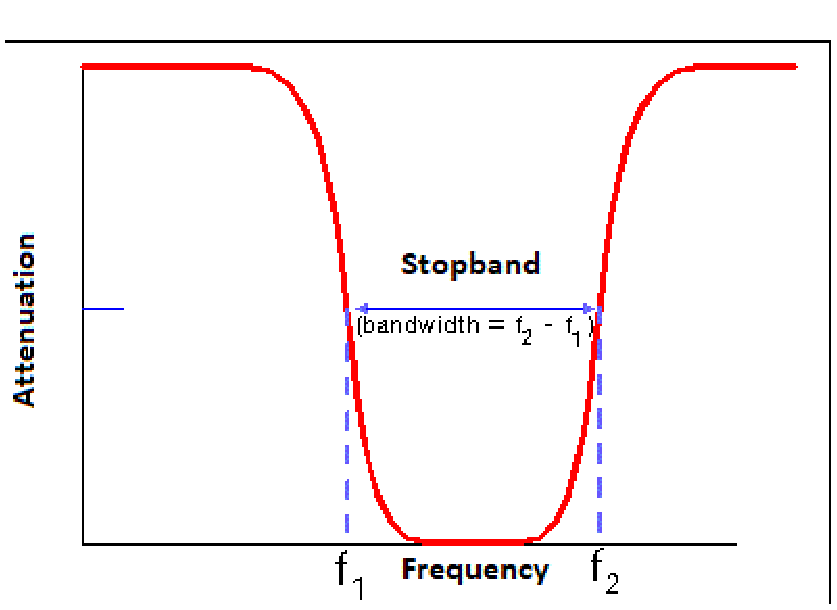 Attenuation
Stopband
(bandwidth = f₂ - f₁)
f₁
Frequency
f₂